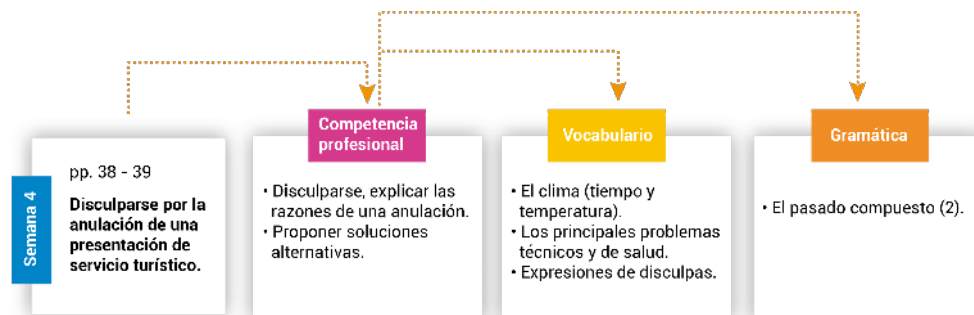 Semana 4
pp. 38 - 39
Disculparse por la
anulación de una
presentación de
servicio turístico.
Competencia
profesional
• Disculparse, explicar las
razones de una anulación.
• Proponer soluciones
alternativas.
Vocabulario
• El clima (tiempo y
temperatura).
• Los principales problemas
técnicos y de salud.
• Expresiones de disculpas.
Gramática
• El pasado compuesto (2).